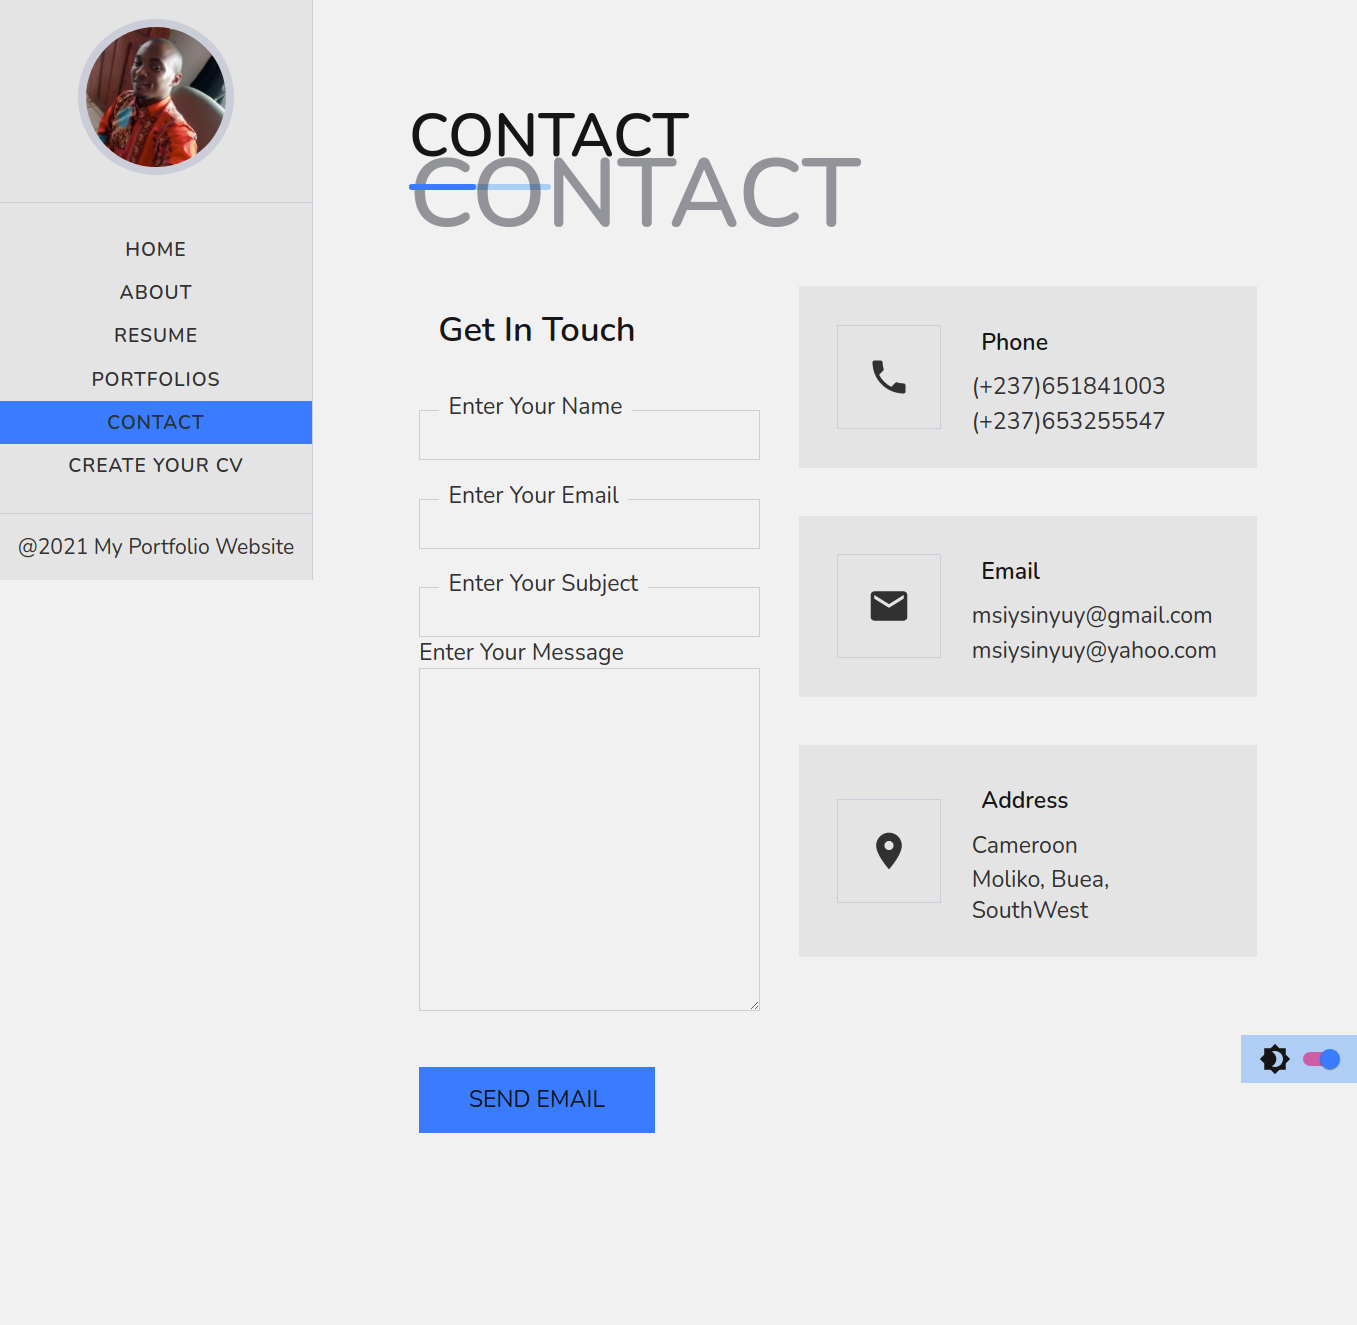 HOME
ABOUT
RESUME
PORTFOLIOS
CONTACT
CREATE YOUR CV
@2021 My Portfolio Website
CONTACT
CONTACT
Get In Touch
Enter Your Name
Enter Your Email
Enter Your Subject
Enter Your Message
SEND EMAIL
Phone
(+237)651841003
(+237)653255547
Email
msiysinyuy@gmail.com
msiysinyuy@yahoo.com
Address
Cameroon
Moliko, Buea,
SouthWest